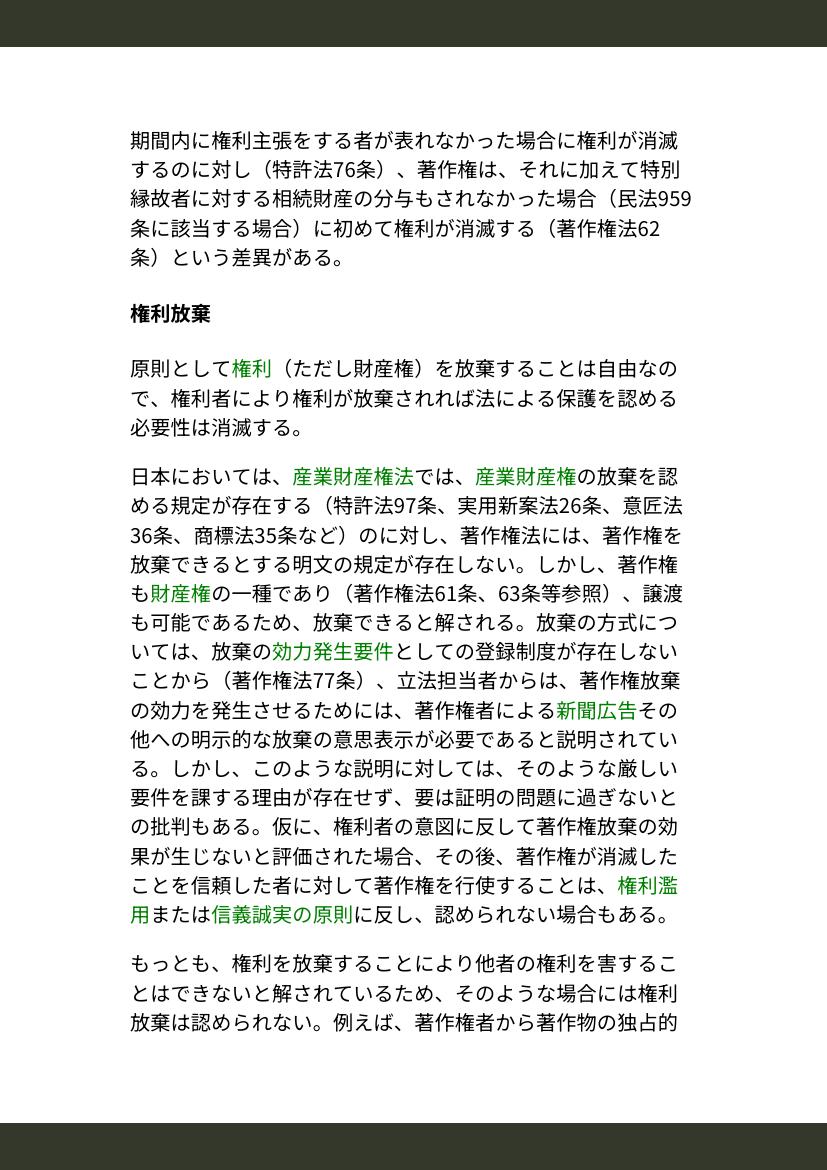 期間内に権利主張をする者が表れなかった場合に権利が消滅
するのに対し（特許法76条）、著作権は、それに加えて特別
縁故者に対する相続財産の分与もされなかった場合（民法959
条に該当する場合）に初めて権利が消滅する（著作権法62
条）という差異がある。
権利放棄
原則として権利（ただし財産権）を放棄することは自由なの
で、権利者により権利が放棄されれば法による保護を認める
必要性は消滅する。
日本においては、産業財産権法では、産業財産権の放棄を認
める規定が存在する（特許法97条、実用新案法26条、意匠法
36条、商標法35条など）のに対し、著作権法には、著作権を
放棄できるとする明文の規定が存在しない。しかし、著作権
も財産権の一種であり（著作権法61条、63条等参照）、譲渡
も可能であるため、放棄できると解される。放棄の方式につ
いては、放棄の効力発生要件としての登録制度が存在しない
ことから（著作権法77条）、立法担当者からは、著作権放棄
の効力を発生させるためには、著作権者による新聞広告その
他への明示的な放棄の意思表示が必要であると説明されてい
る。しかし、このような説明に対しては、そのような厳しい
要件を課する理由が存在せず、要は証明の問題に過ぎないと
の批判もある。仮に、権利者の意図に反して著作権放棄の効
果が生じないと評価された場合、その後、著作権が消滅した
ことを信頼した者に対して著作権を行使することは、権利濫
用または信義誠実の原則に反し、認められない場合もある。
もっとも、権利を放棄することにより他者の権利を害するこ
とはできないと解されているため、そのような場合には権利
放棄は認められない。例えば、著作権者から著作物の独占的